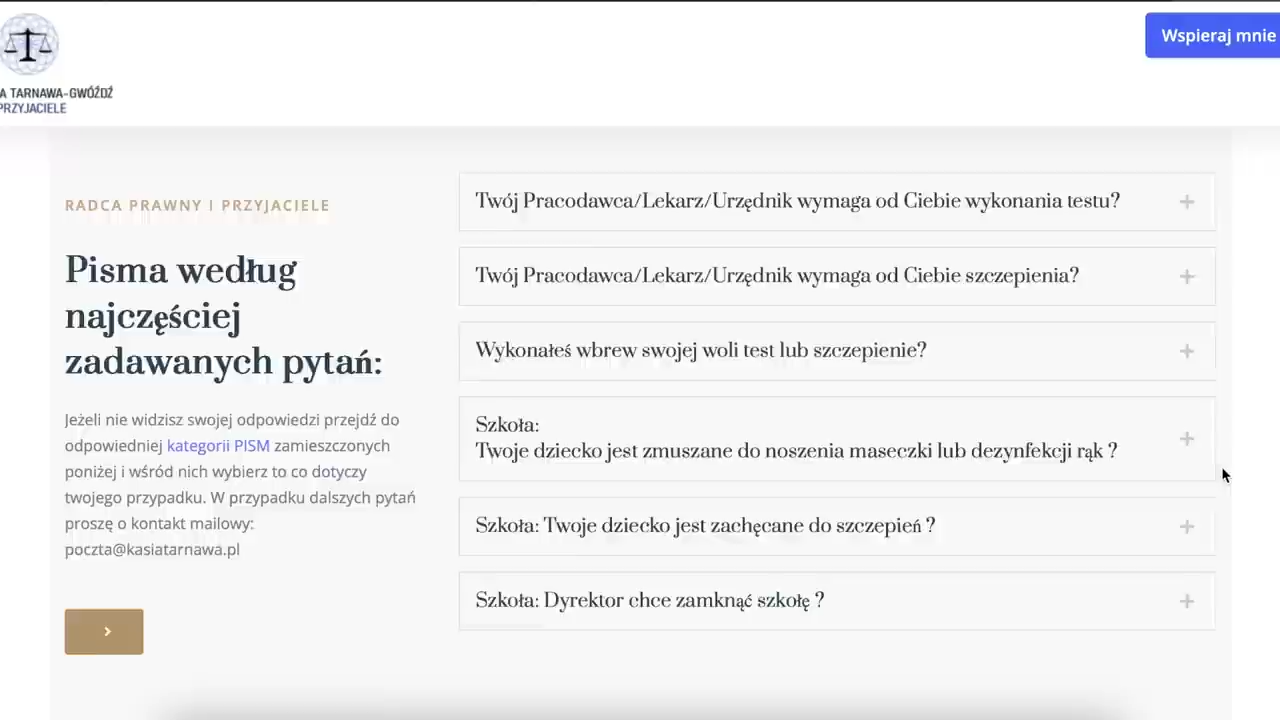 Wspieraj mnie
A TARNAWA-GWÓŹDŹ
PRZYJACIELE
RADCA PRAWNY I PRZYJACIELE
Pisma według
najczęściej
zadawanych pytań:
Jeżeli nie widzisz swojej odpowiedzi przejdź do
odpowiedniej kategorii PISM zamieszczonych
poniżej i wśród nich wybierz to co dotyczy
twojego przypadku. W przypadku dalszych pytań
proszę o kontakt mailowy:
poczta@kasiatarnawa.pl
Twój Pracodawca/Lekarz/Urzędnik wymaga od Ciebie wykonania testu?
Twój Pracodawca/Lekarz/Urzędnik wymaga od Ciebie szczepienia?
Wykonałeś wbrew swojej woli test lub szczepienie?
Szkoła:
Twoje dziecko jest zmuszane do noszenia maseczki lub dezynfekcji rąk ?
Szkoła: Twoje dziecko jest zachęcane do szczepień ?
Szkoła: Dyrektor chce zamknąć szkołę ?